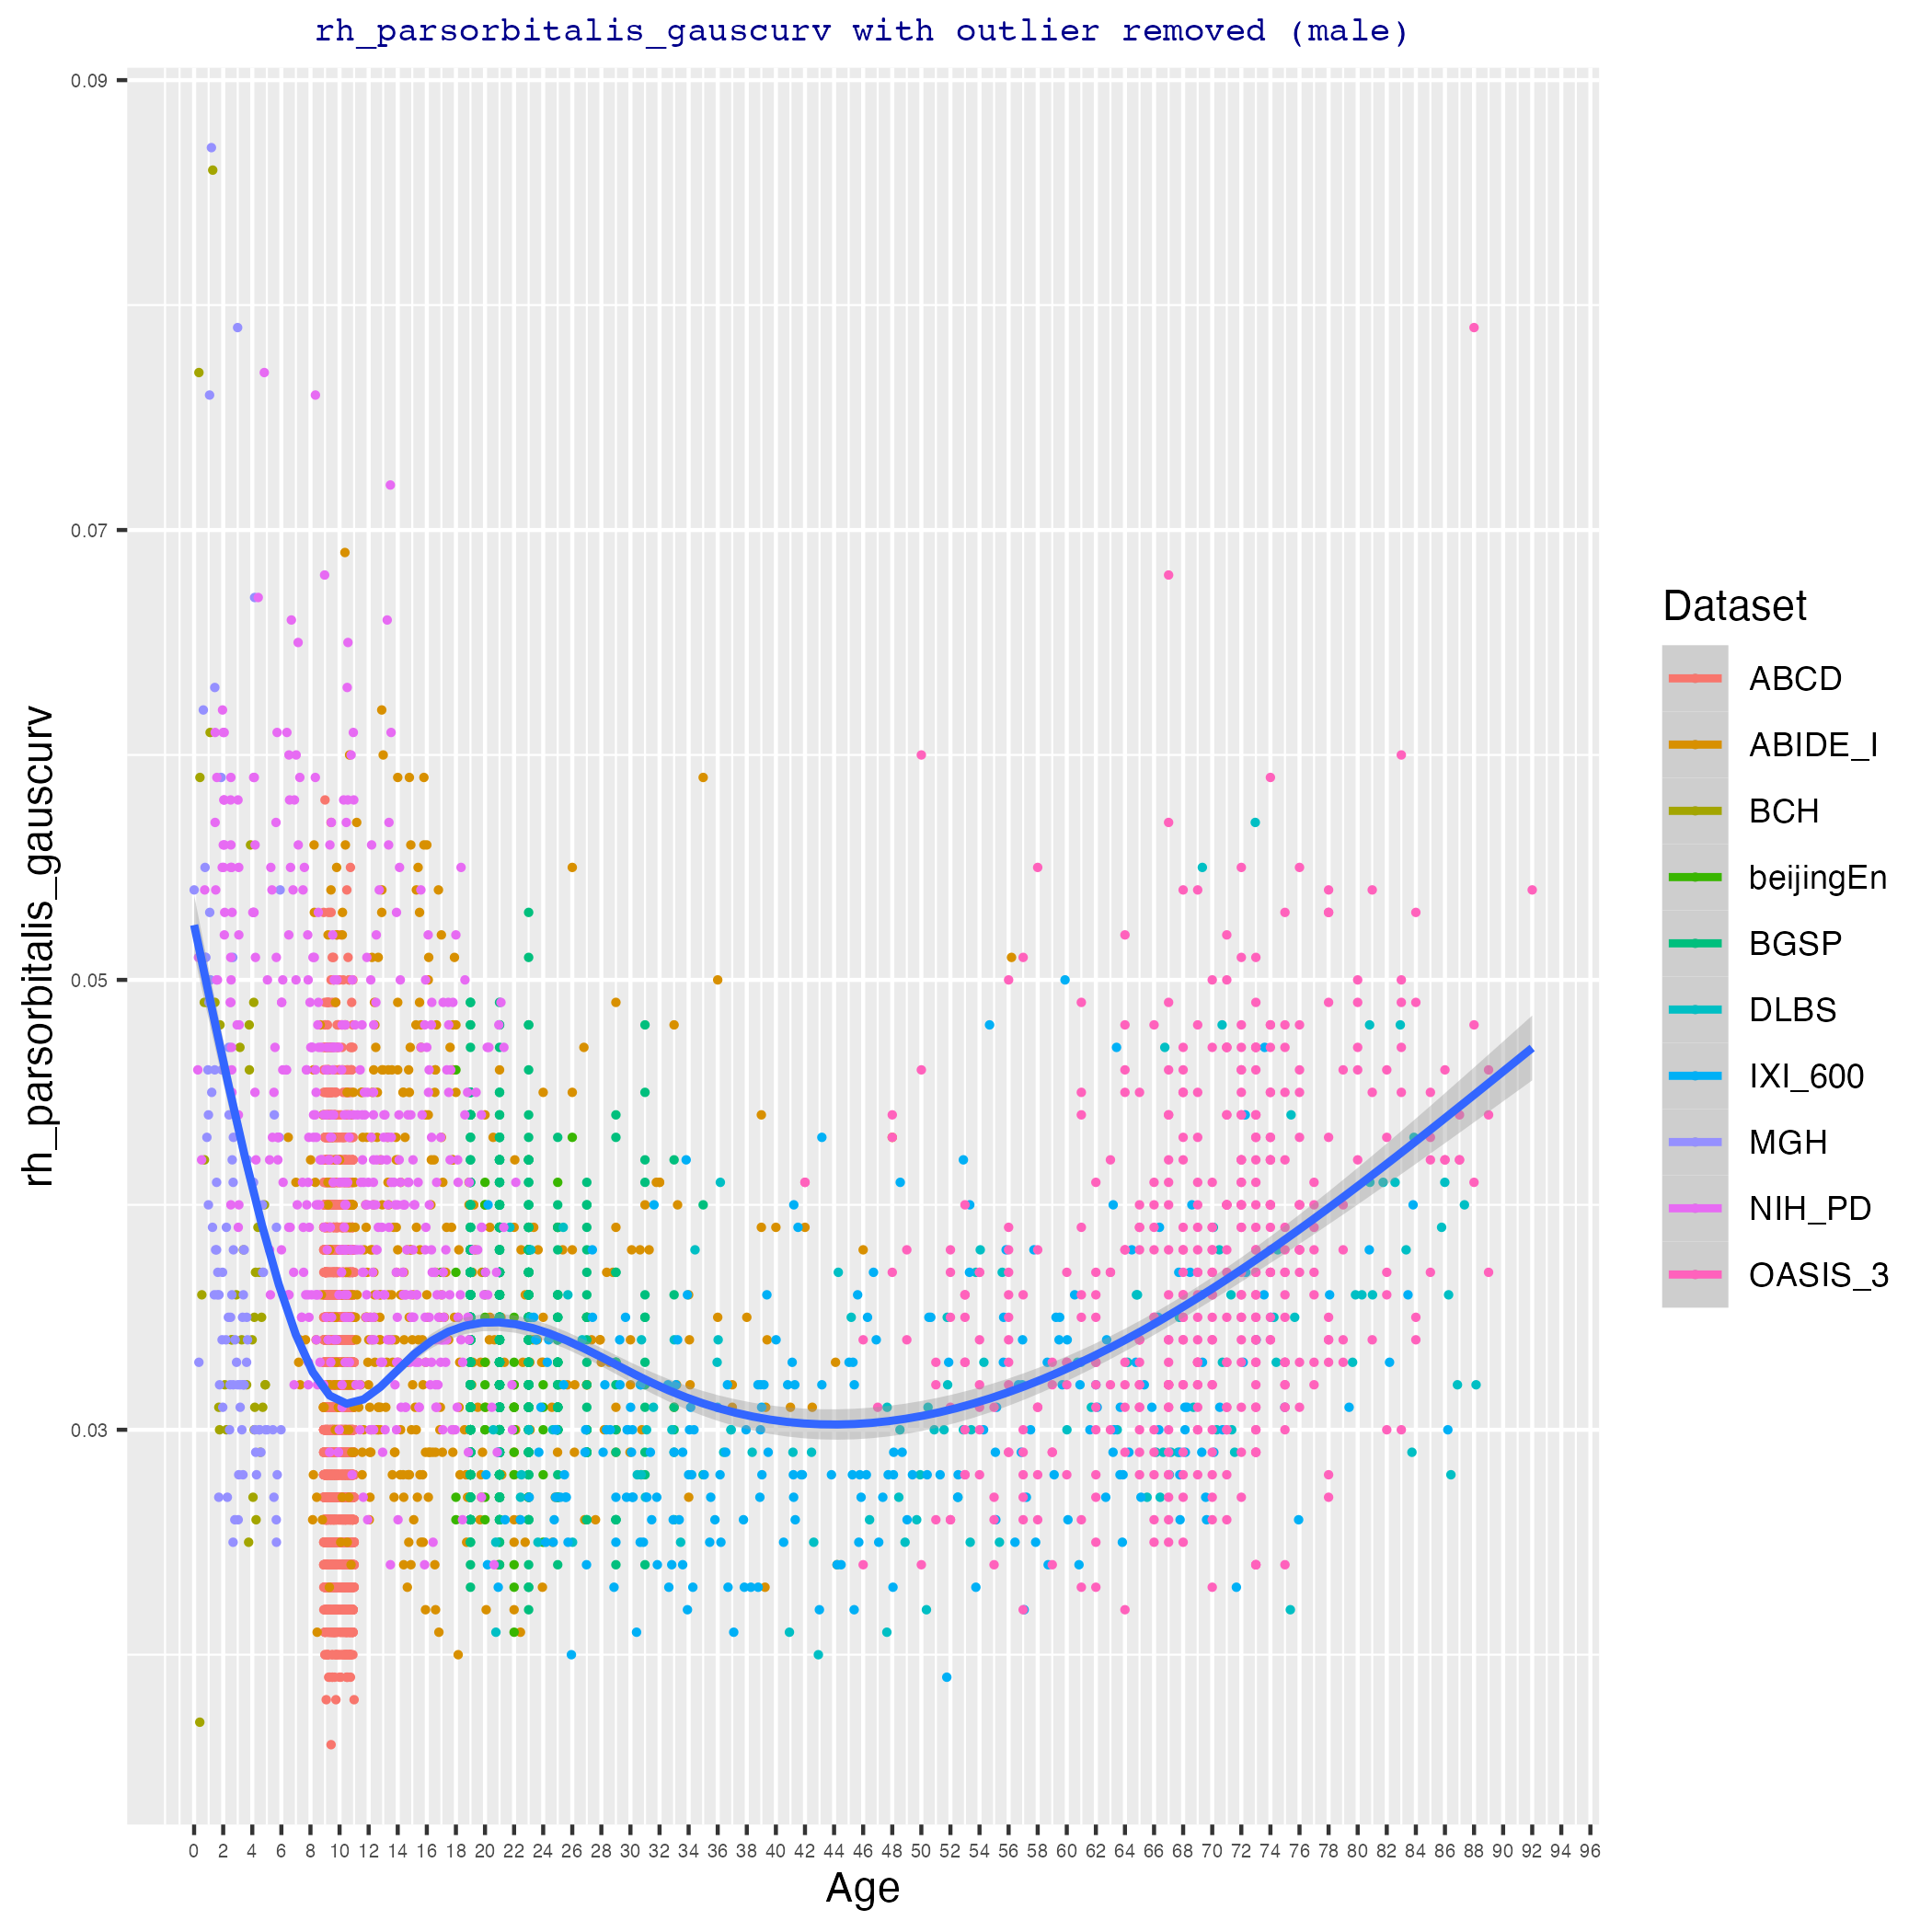 rh_parsorbitalis_gauscurv with outlier removed (male)
0.09
0.07
0.05
0.03
rh_parsorbitalis_gauscurv
0 2 4 6 8 10 12 14 16 18 20 22 24 26 28 30 32 34 36 38 40 42 44 46 48 50 52 54 56 58 60 62 64 66 68 70 72 74 76 78 80 82 84 86 88 90 92 94 96
Age
Dataset
ABCD
ABIDE_I
BCH
beijingEn
BGSP
DLBS
IXI_600
MGH
NIH_PD
OASIS_3